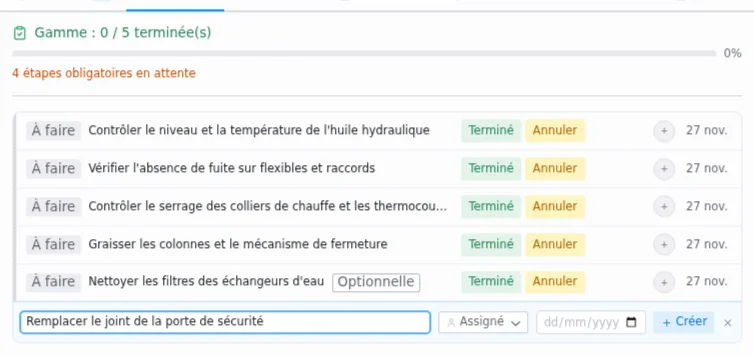 Gamme : 0 / 5 terminée(s)
0%
4 étapes obligatoires en attente
À faire Contrôler le niveau et la température de l'huile hydraulique Terminé Annuler + 27 nov.
À faire Vérifier l'absence de fuite sur flexibles et raccords Terminé Annuler + 27 nov.
À faire Contrôler le serrage des colliers de chauffe et les thermocou... Terminé Annuler + 27 nov.
À faire Graisser les colonnes et le mécanisme de fermeture Terminé Annuler + 27 nov.
À faire Nettoyer les filtres des échangeurs d'eau Optionnelle Terminé Annuler + 27 nov.
Remplacer le joint de la porte de sécurité Assigné dd/mm/yyyy + Créer ×